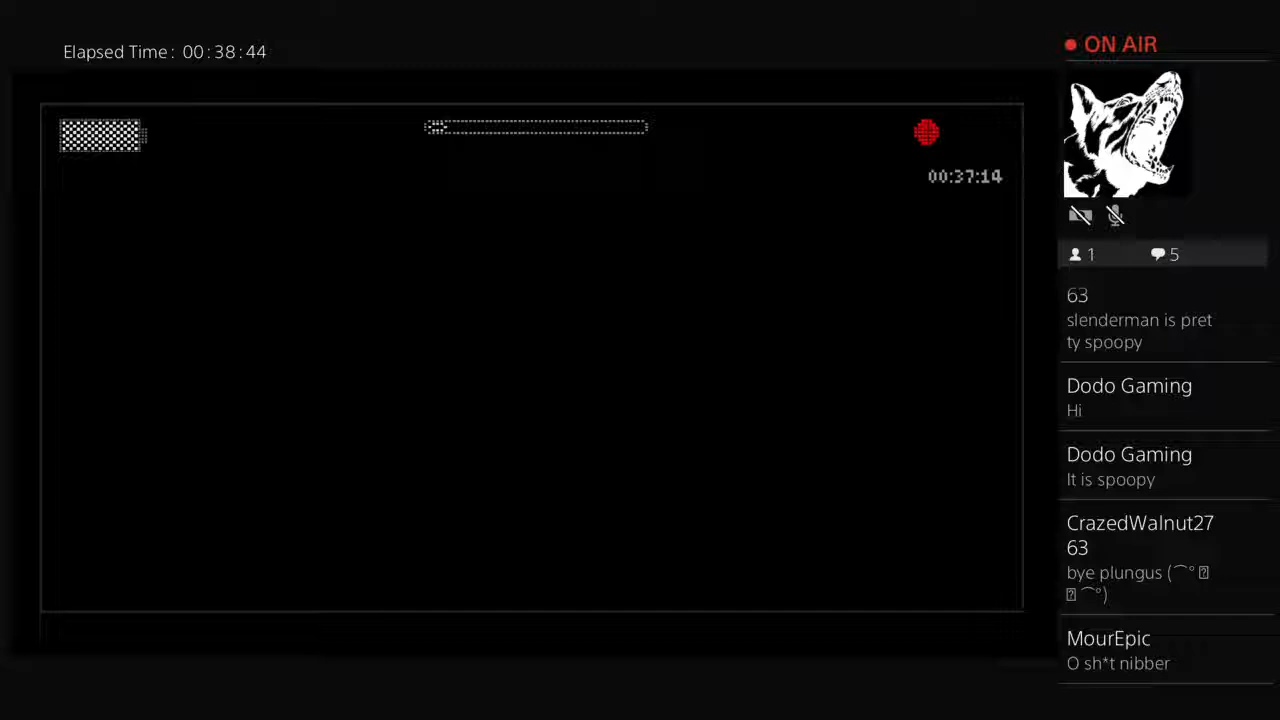 Elapsed Time: 00:38:44
ON AIR
00:37:14
1
5
63
slenderman is pret
ty spoopy
Dodo Gaming
Hi
Dodo Gaming
It is spoopy
CrazedWalnut27
63
bye plungus (⌒°
⌒°)
MourEpic
O sh*t nibber